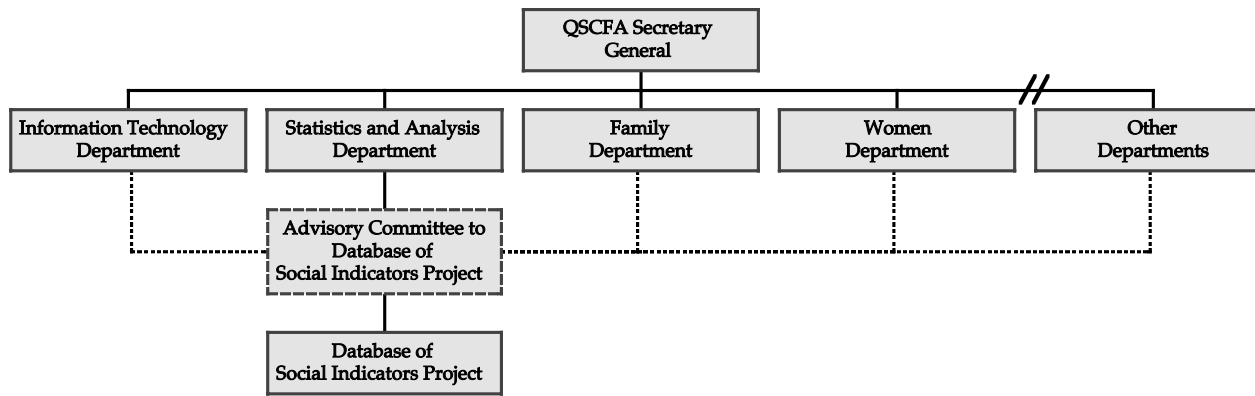 QSCFA Secretary
General
Information Technology
Department
Statistics and Analysis
Department
Family
Department
Women
Department
Other
Departments
Advisory Committee to
Database of
Social Indicators Project
Database of
Social Indicators Project